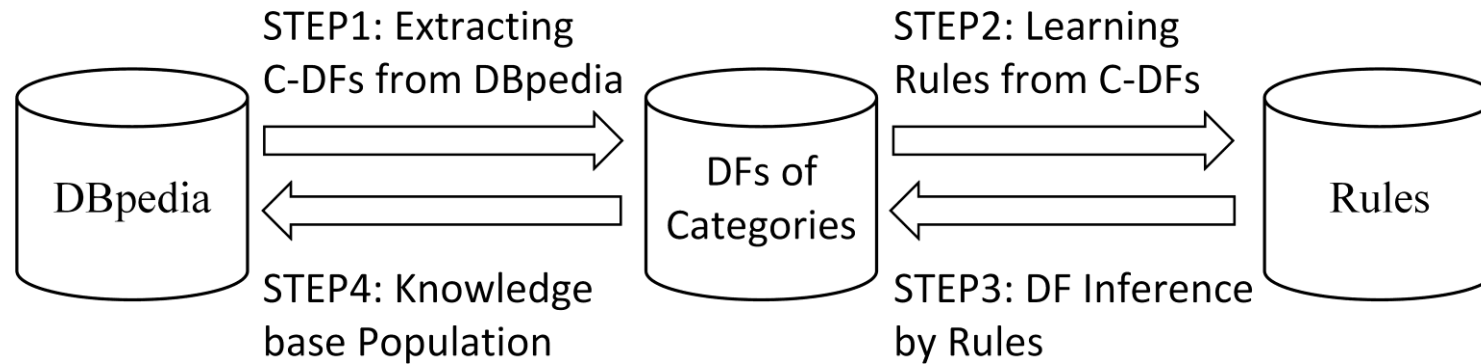 STEP1: Extracting
C-DFs from DBpedia
STEP2: Learning
Rules from C-DFs
DBpedia
DFs of
Categories
Rules
STEP4: Knowledge
base Population
STEP3: DF Inference
by Rules